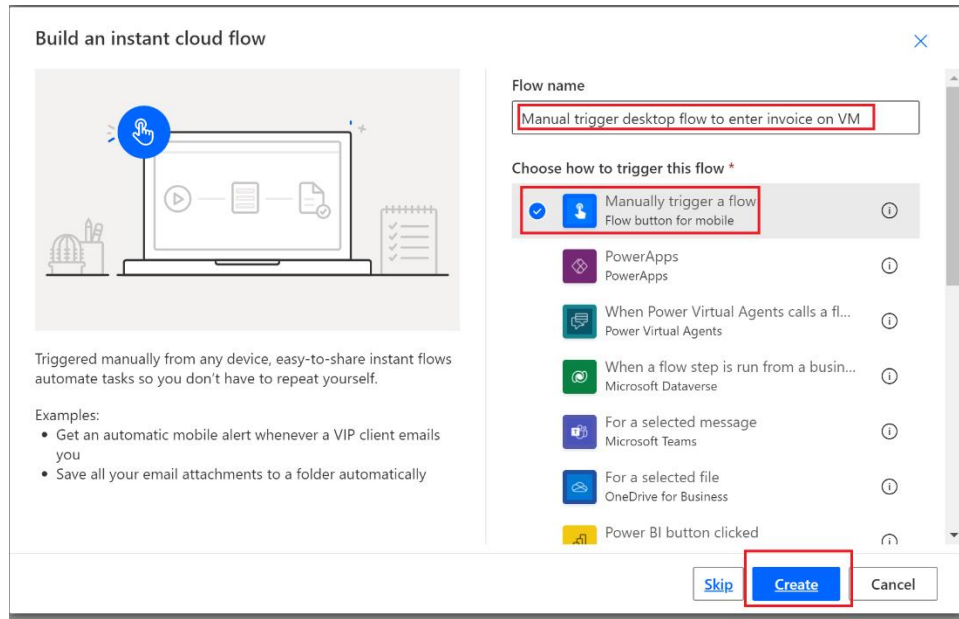 Build an instant cloud flow
Triggered manually from any device, easy-to-share instant flows
automate tasks so you don't have to repeat yourself.
Examples:
• Get an automatic mobile alert whenever a VIP client emails
you
• Save all your email attachments to a folder automatically
Flow name
Manual trigger desktop flow to enter invoice on VM
Choose how to trigger this flow *
Manually trigger a flow
Flow button for mobile
PowerApps
PowerApps
When Power Virtual Agents calls a fl...
Power Virtual Agents
When a flow step is run from a busin...
Microsoft Dataverse
For a selected message
Microsoft Teams
For a selected file
OneDrive for Business
Power BI button clicked
Skip
Create
Cancel